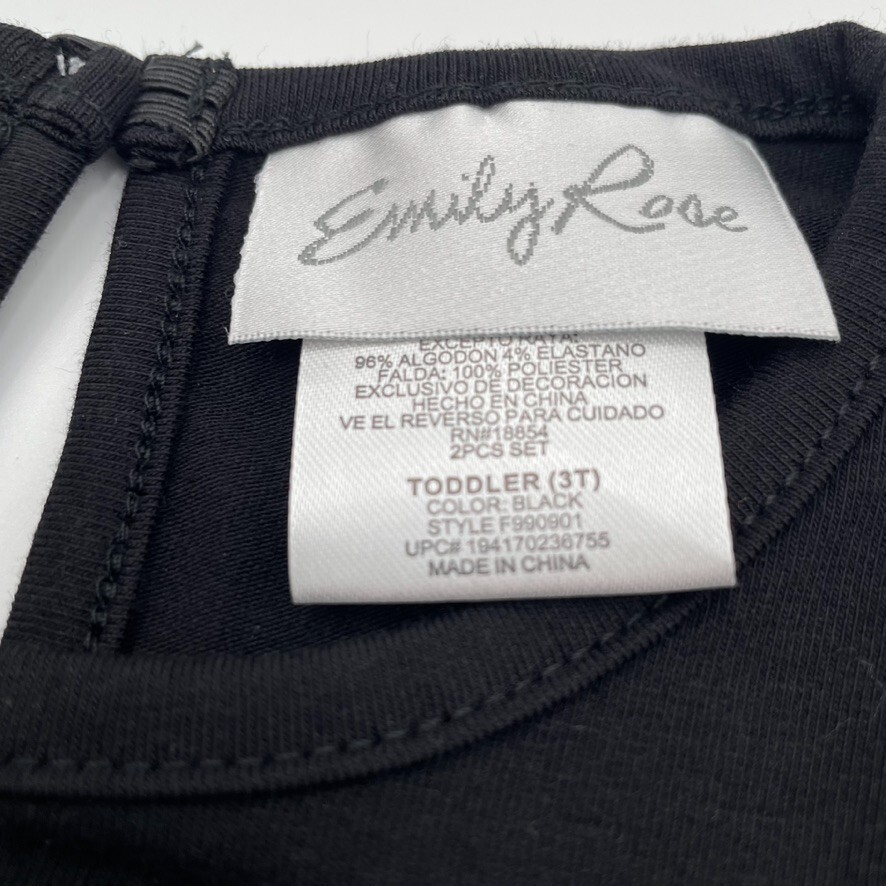 Emily Rose
EXCEPTO RAYA:
96% ALGODON 4% ELASTANO
FALDA: 100% POLIESTER
EXCLUSIVO DE DECORACION
HECHO EN CHINA
VE EL REVERSO PARA CUIDADO
RN#18854
2PCS SET
TODDLER (3T)
COLOR: BLACK
STYLE F990901
UPC# 194170236755
MADE IN CHINA